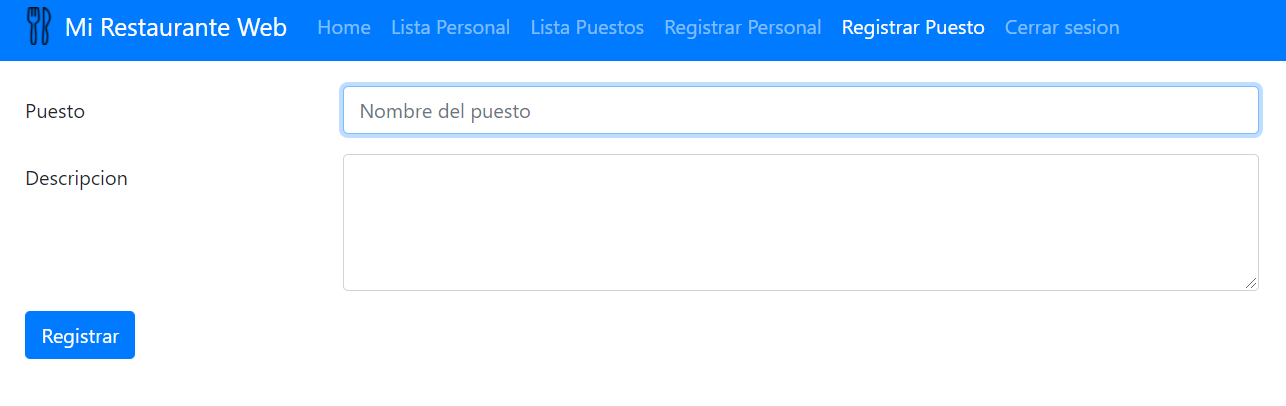 Mi Restaurante Web Home Lista Personal Lista Puestos Registrar Personal Registrar Puesto Cerrar sesion
Puesto Nombre del puesto
Descripcion
Registrar